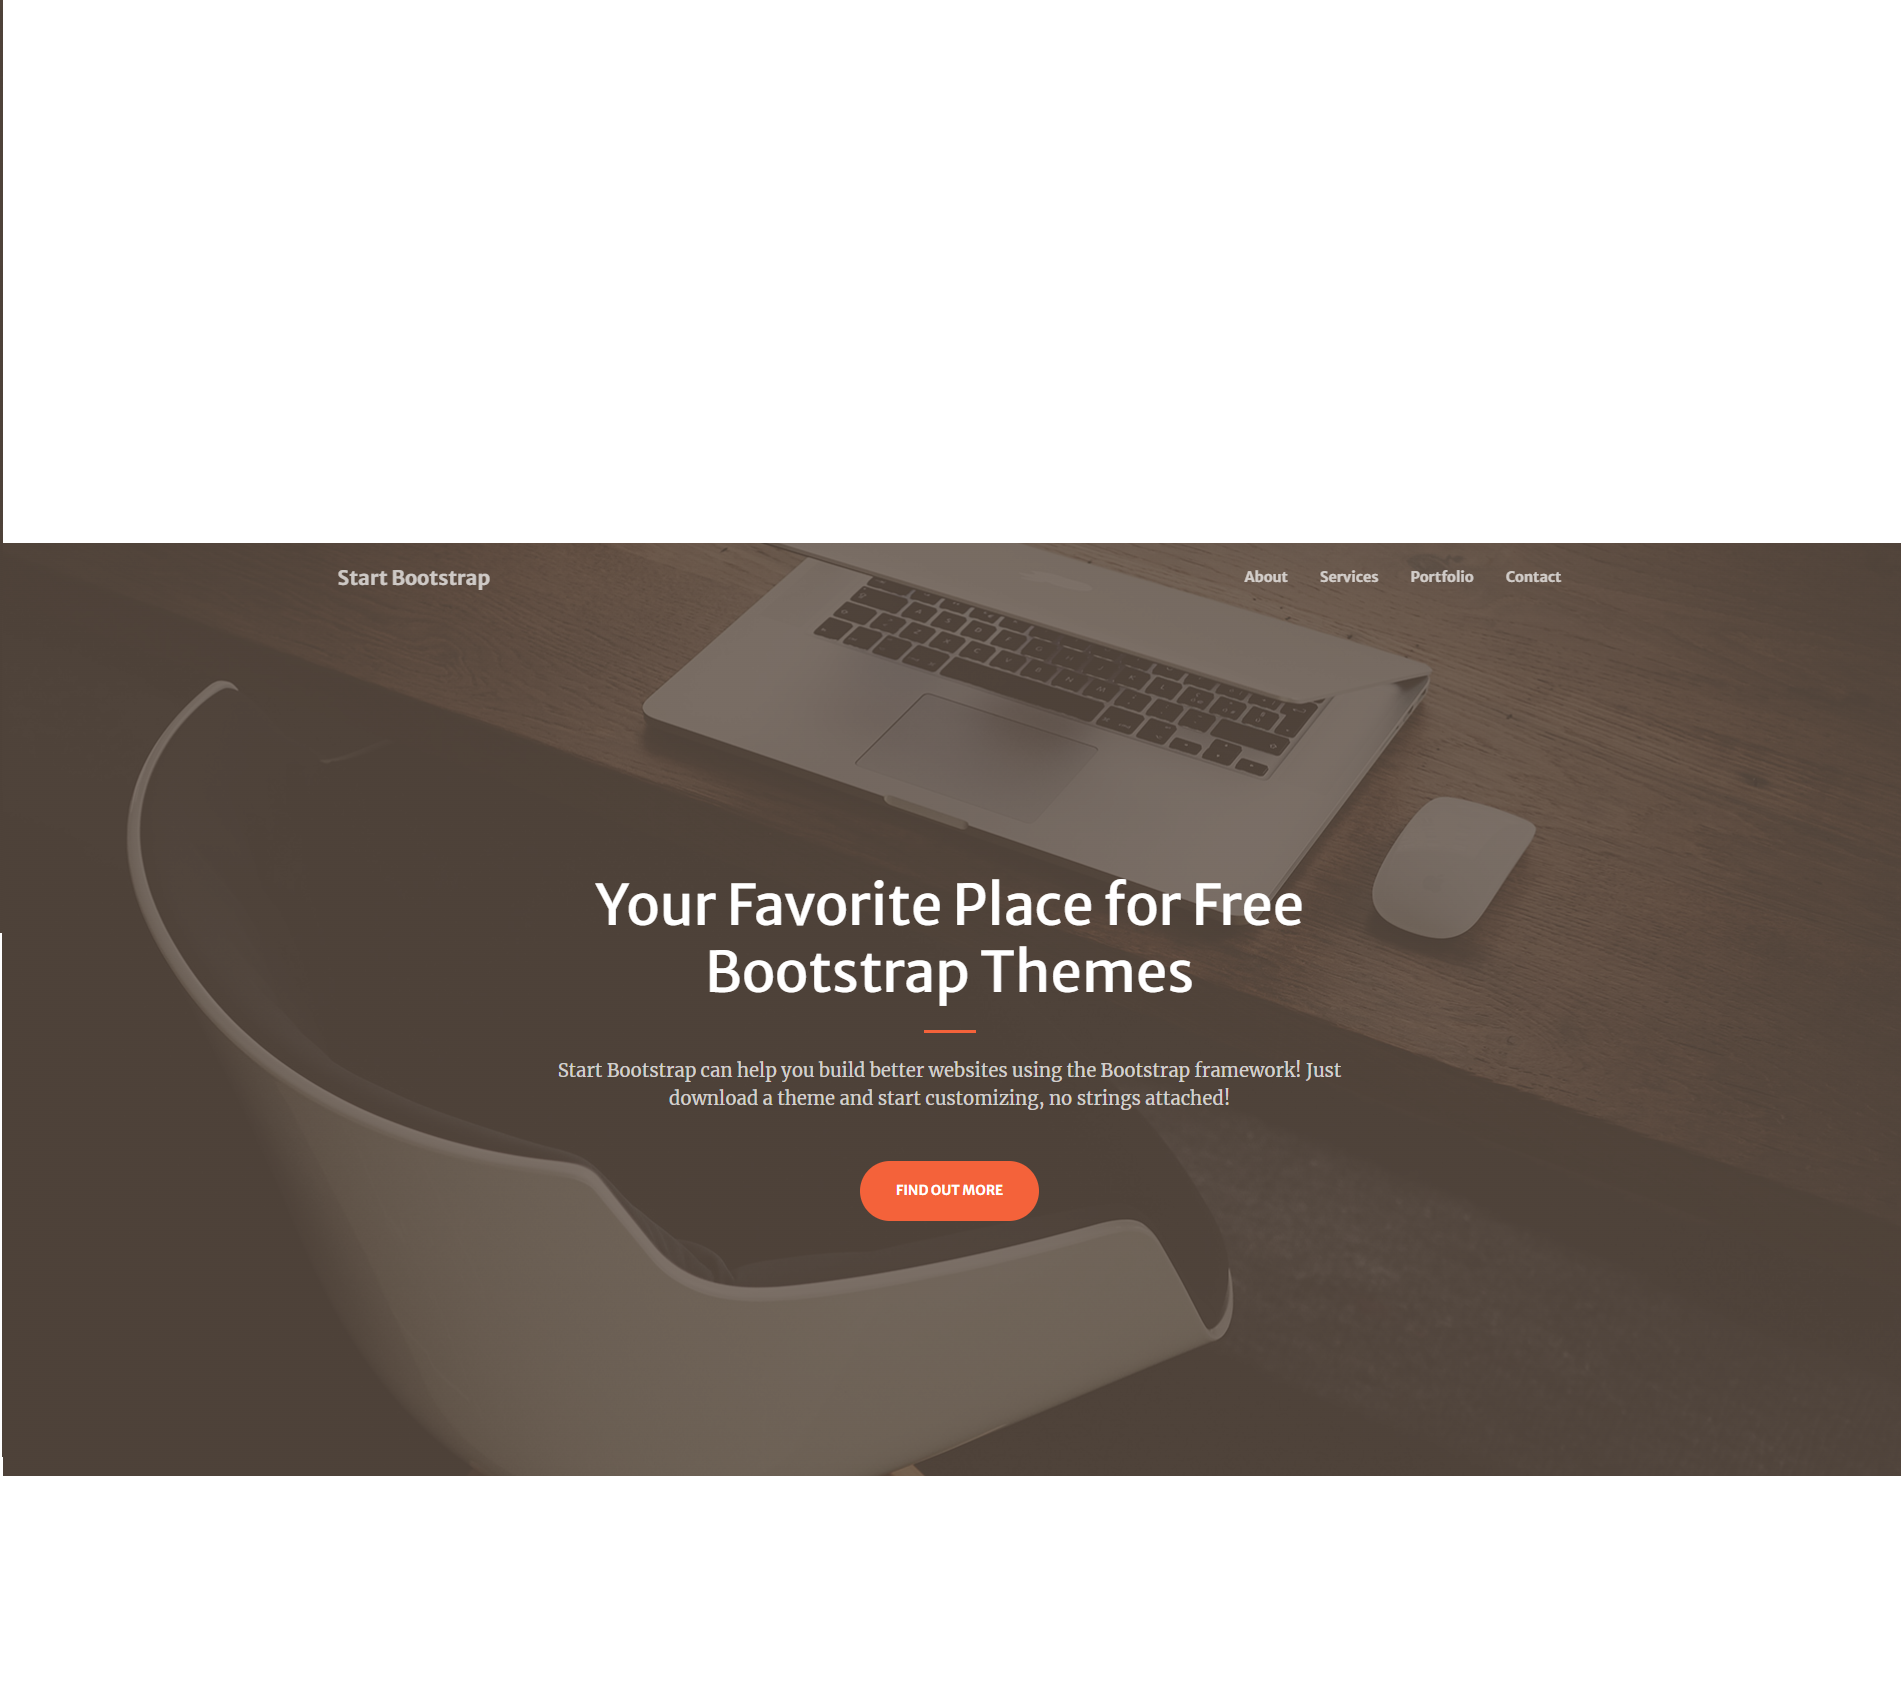 Start Bootstrap
About Services Portfolio Contact
Your Favorite Place for Free
Bootstrap Themes
Start Bootstrap can help you build better websites using the Bootstrap framework! Just
download a theme and start customizing, no strings attached!
FIND OUT MORE